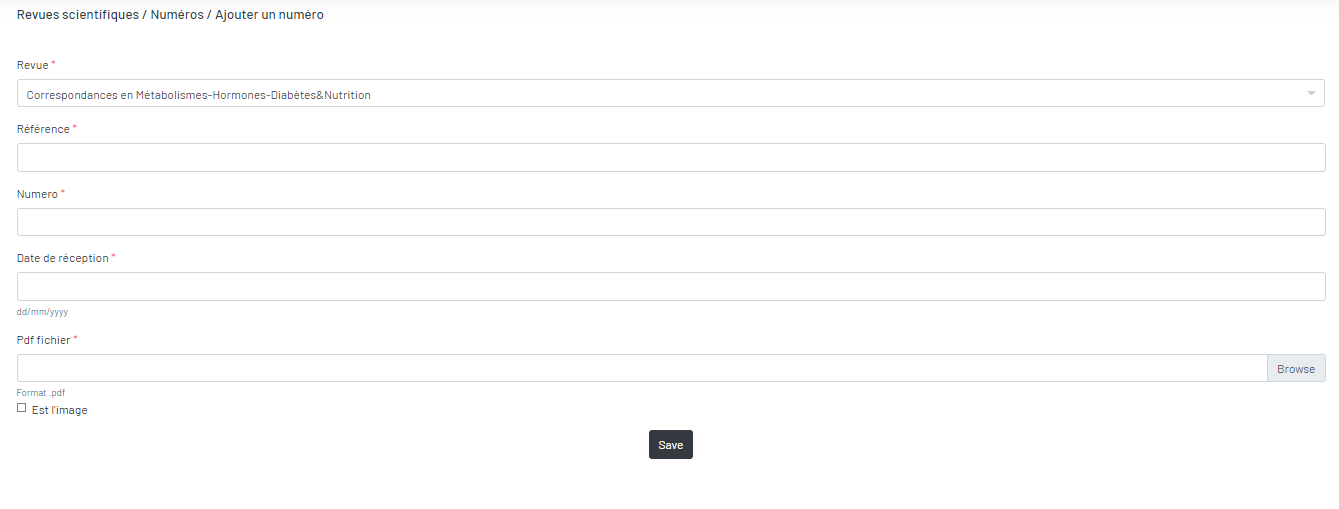 Revues scientifiques / Numéros / Ajouter un numéro
Revue *
Correspondances en Métabolismes-Hormones-Diabètes&Nutrition
Référence *
Numero *
Date de réception *
dd/mm/yyyy
Pdf fichier *
Browse
Format .pdf
Est l'image
Save